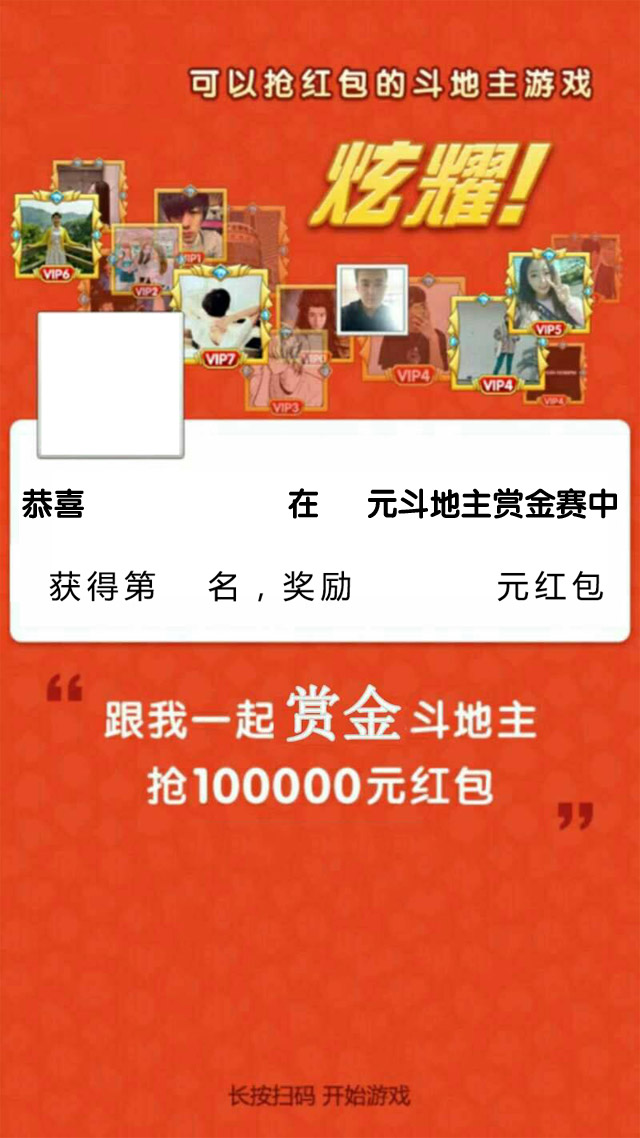 可以抢红包的斗地主游戏
炫耀!
VIP6
VIP2
VIP1
VIP7
VIP3
VIP4
VIP4
VIP5
恭喜 在 元斗地主赏金赛中
获得第 名，奖励 元红包
“跟我一起赏金斗地主
抢100000元红包”
长按扫码 开始游戏